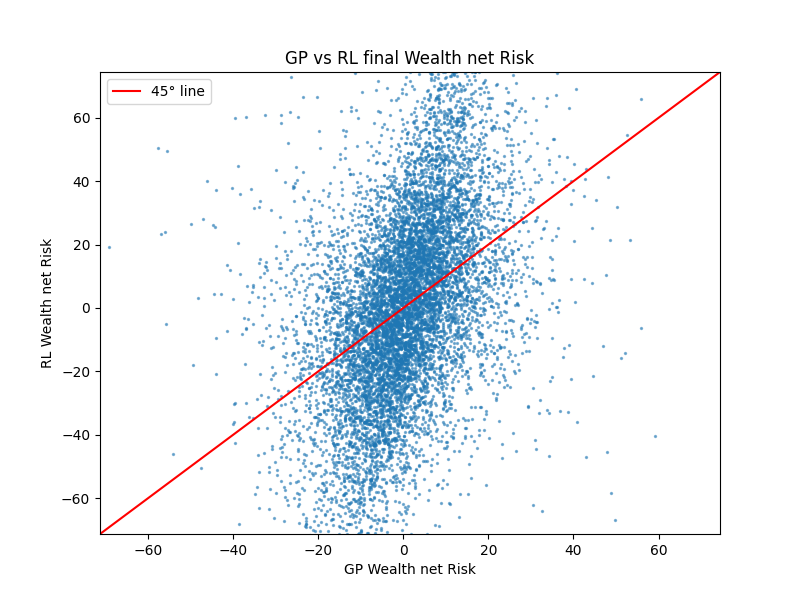 GP vs RL final Wealth net Risk
45° line
60
40
20
0
−20
−40
−60
RL Wealth net Risk
−60 −40 −20 0 20 40 60
GP Wealth net Risk